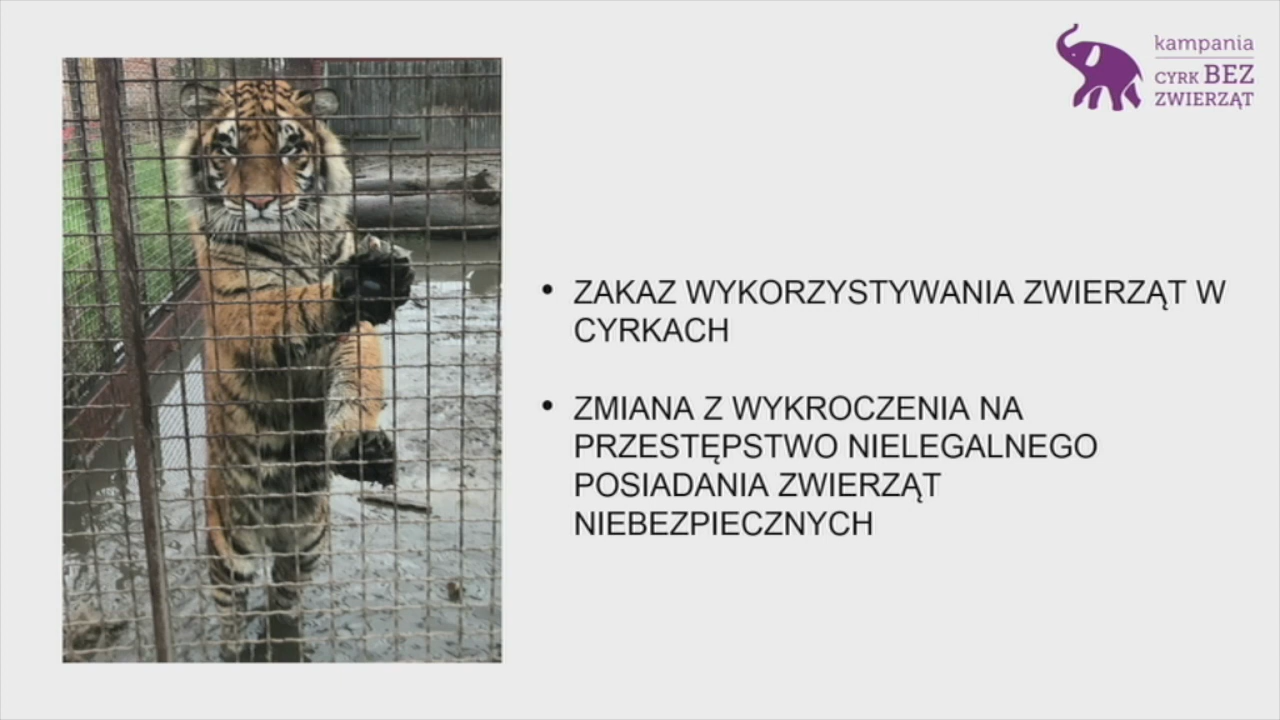 kampania
CYRK BEZ
ZWIERZĄT
• ZAKAZ WYKORZYSTYWANIA ZWIERZĄT W
CYRKACH
• ZMIANA Z WYKROCZENIA NA
PRZESTĘPSTWO NIELEGALNEGO
POSIADANIA ZWIERZĄT
NIEBEZPIECZNYCH